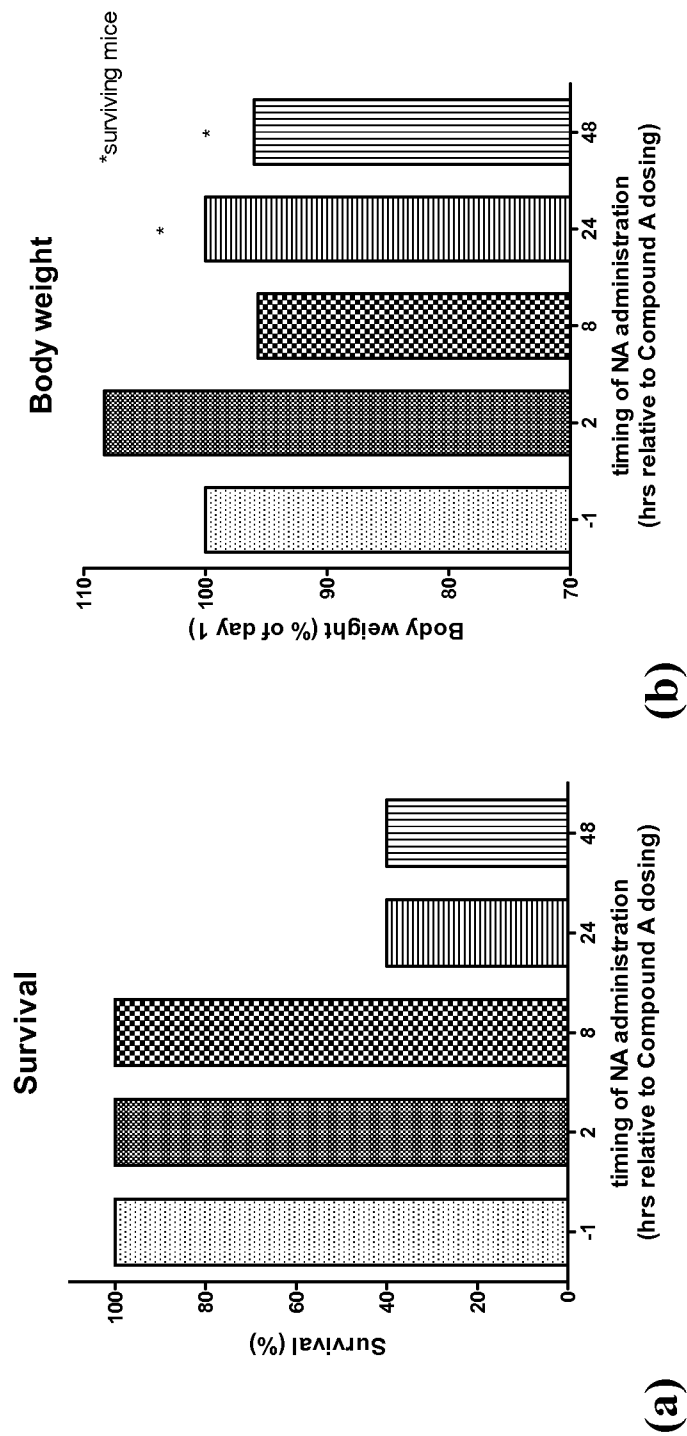 Survival
Survival (%)
100
80
60
40
20
0
-1
2
8
24
48
timing of NA administration
(hrs relative to Compound A dosing)
(a)
Body weight
*surviving mice
*
*
Body weight (% of day 1)
110
100
90
80
70
-1
2
8
24
48
timing of NA administration
(hrs relative to Compound A dosing)
(b)